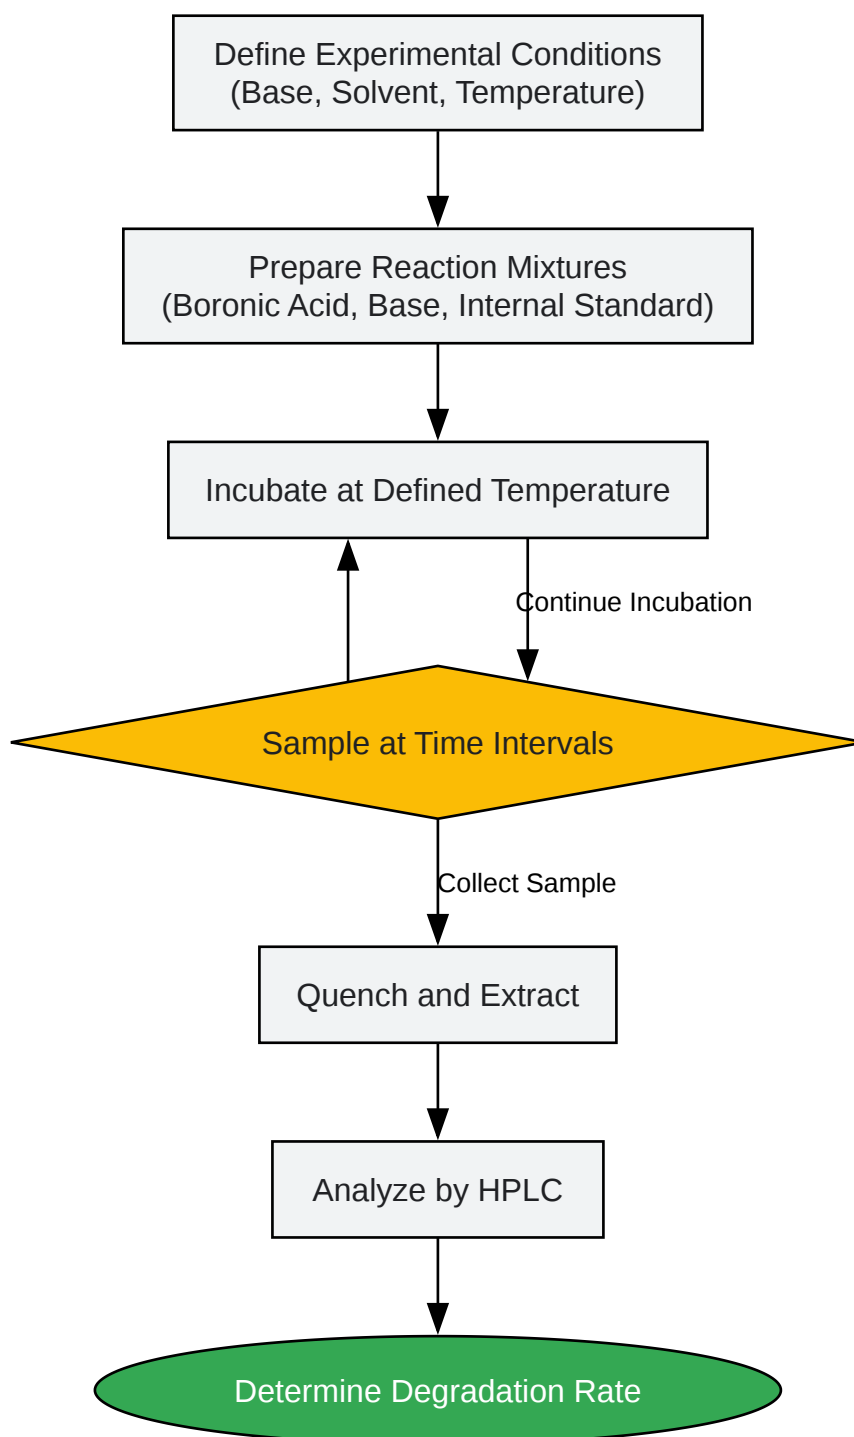 Define Experimental Conditions
(Base, Solvent, Temperature)
Prepare Reaction Mixtures
(Boronic Acid, Base, Internal Standard)
Incubate at Defined Temperature
Continue Incubation
Sample at Time Intervals
Collect Sample
Quench and Extract
Analyze by HPLC
Determine Degradation Rate